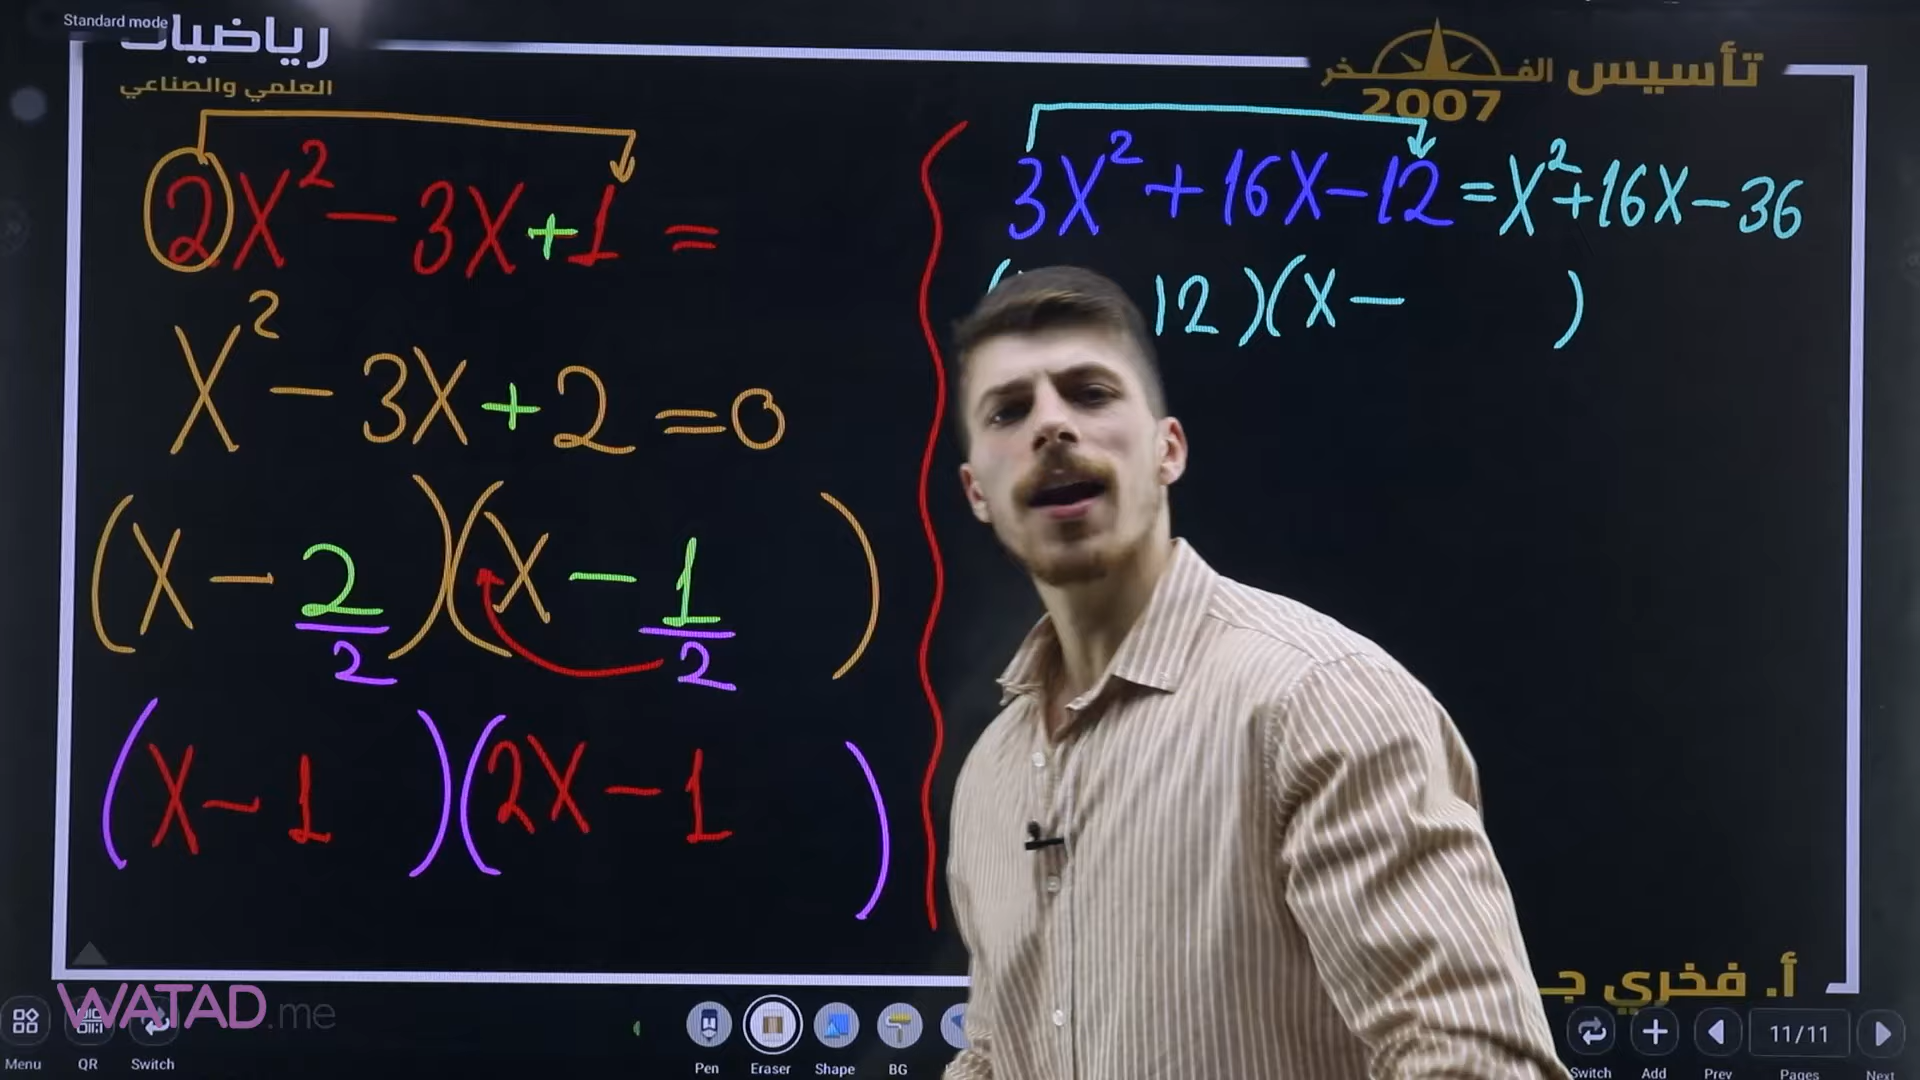 Standard mode
رياضيات
العلمي والصناعي
تأسيس الفخر
2007
2X² - 3X + 1 =
X² - 3X + 2 = 0
(X - 2/2)(X - 1/2)
(X - 1)(2X - 1)
3X² + 16X - 12 = X² + 16X - 36
( 12)(X - )
أ. فخري ج
WATAD.me
Menu QR Switch
Pen Eraser Shape BG
11/11
Switch Add Prev Pages Next